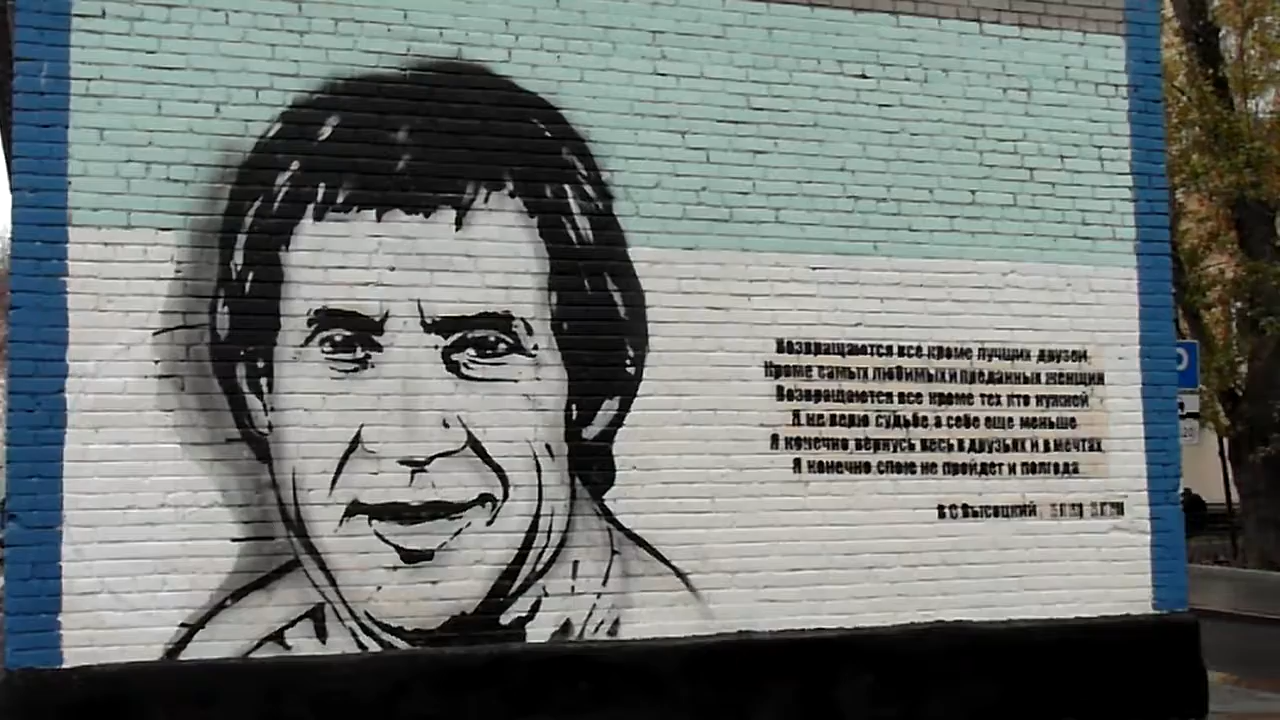 Возвращаются все кроме лучших друзей,
Кроме самых любимых и преданных женщин
Возвращаются все кроме тех кто нужней
Я не верю судьбе, а себе еще меньше
Я конечно, вернусь весь в друзьях и в мечтах,
Я конечно спою не пройдет и полгода
В С Высоцкий